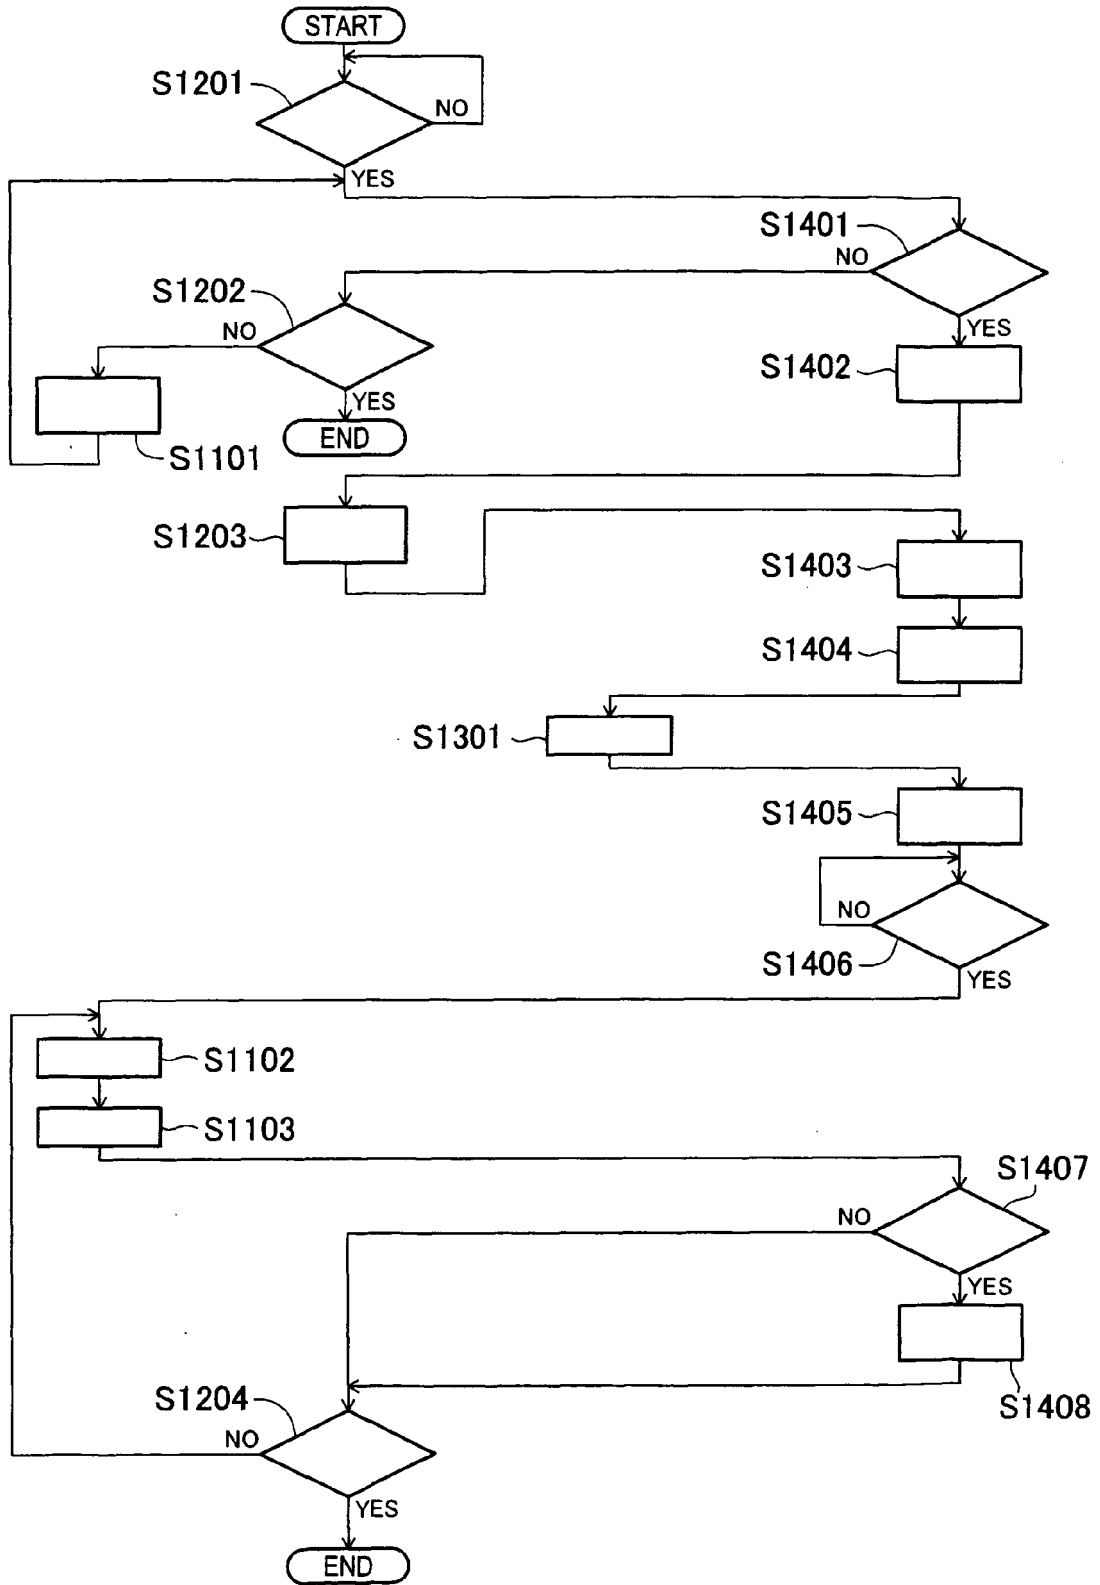 START
S1201
NO
YES
S1401
NO
S1202
NO
YES
S1402
YES
END
S1101
S1203
S1403
S1404
S1301
S1405
NO
S1406
YES
S1102
S1103
S1407
NO
YES
S1408
S1204
NO
YES
END